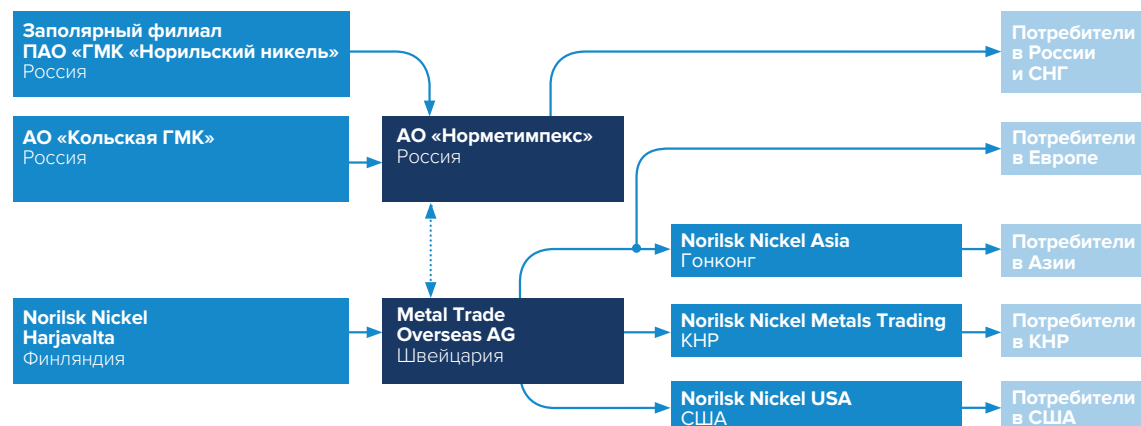 Заполярный филиал
ПАО «ГМК «Норильский никель»
Россия
АО «Кольская ГМК»
Россия
Norilsk Nickel
Harjavalta
Финляндия
АО «Норметимпекс»
Россия
Metal Trade
Overseas AG
Швейцария
Norilsk Nickel Asia
Гонконг
Norilsk Nickel Metals Trading
КНР
Norilsk Nickel USA
США
Потребители
в России
и СНГ
Потребители
в Европе
Потребители
в Азии
Потребители
в КНР
Потребители
в США